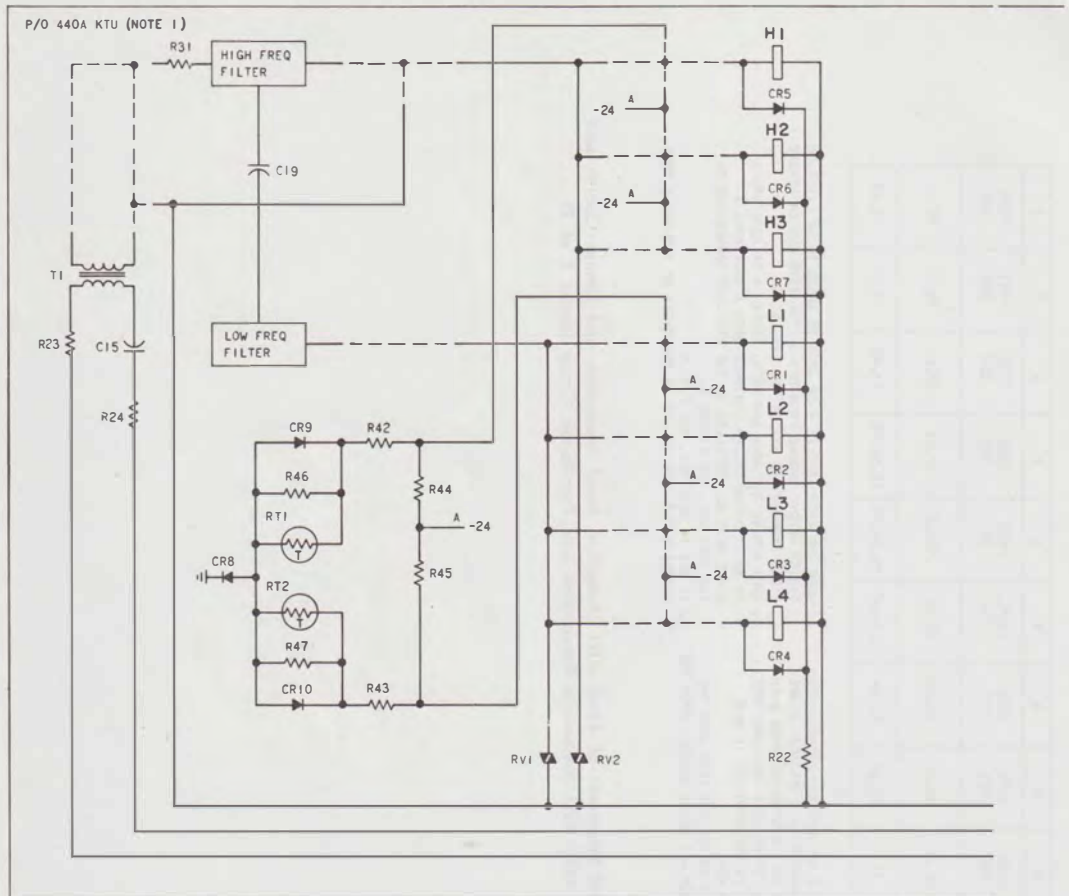 P/O 440A KTU (NOTE 1)
R31
HIGH FREQ
FILTER
H1
CR5
-24 A
H2
C19
CR6
-24 A
H3
T1
CR7
LOW FREQ
FILTER
L1
R23
C15
CR1
A -24
R24
L2
CR9
R42
CR2
R46
R44
A -24
L3
RT1
T
A -24
CR8
R45
CR3
A -24
RT2
T
L4
R47
CR4
CR10
R43
RV1
RV2
R22